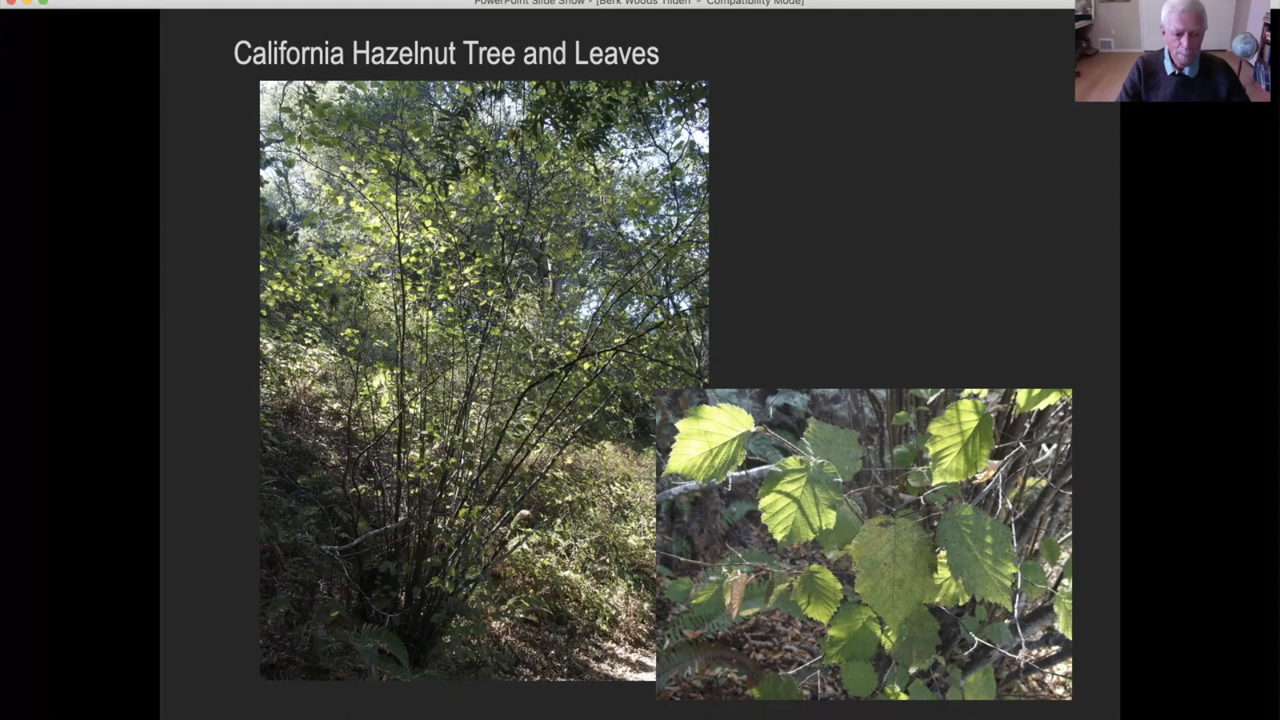 PowerPoint Slide Show - [Berk Woods Tilden - Compatibility Mode]
California Hazelnut Tree and Leaves